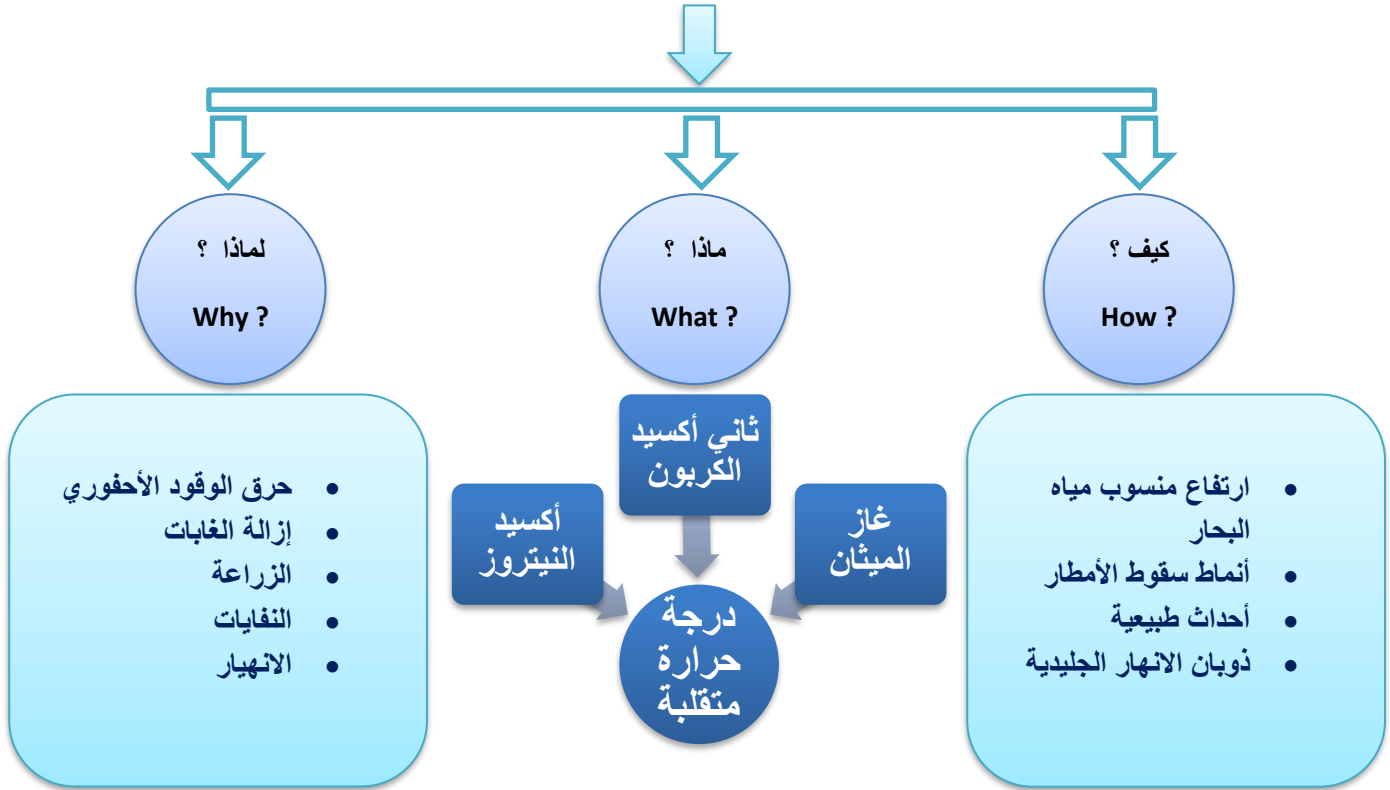 كيف ؟
How ?
ماذا ؟
What ?
لماذا ؟
Why ?
• ارتفاع منسوب مياه
البحار
• أنماط سقوط الأمطار
• أحداث طبيعية
• ذوبان الانهار الجليدية
ثاني أكسيد
الكربون
غاز
الميثان
أكسيد
النيتروز
درجة
حرارة
متقلبة
• حرق الوقود الأحفوري
• إزالة الغابات
• الزراعة
• النفايات
• الانهيار